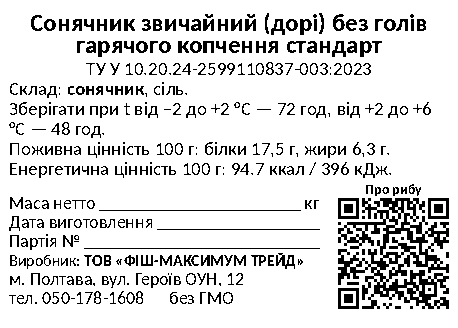 Сонячник звичайний (дорі) без голів
гарячого копчення стандарт
ТУ У 10.20.24-2599110837-003:2023
Склад: сонячник, сіль.
Зберігати при t від –2 до +2 °С — 72 год, від +2 до +6
°С — 48 год.
Поживна цінність 100 г: білки 17,5 г, жири 6,3 г.
Енергетична цінність 100 г: 94.7 ккал / 396 кДж.
Про рибу
Маса нетто ______________________ кг
Дата виготовлення __________________
Партія № __________________________
Виробник: ТОВ «ФІШ-МАКСИМУМ ТРЕЙД»
м. Полтава, вул. Героїв ОУН, 12
тел. 050-178-1608 без ГМО